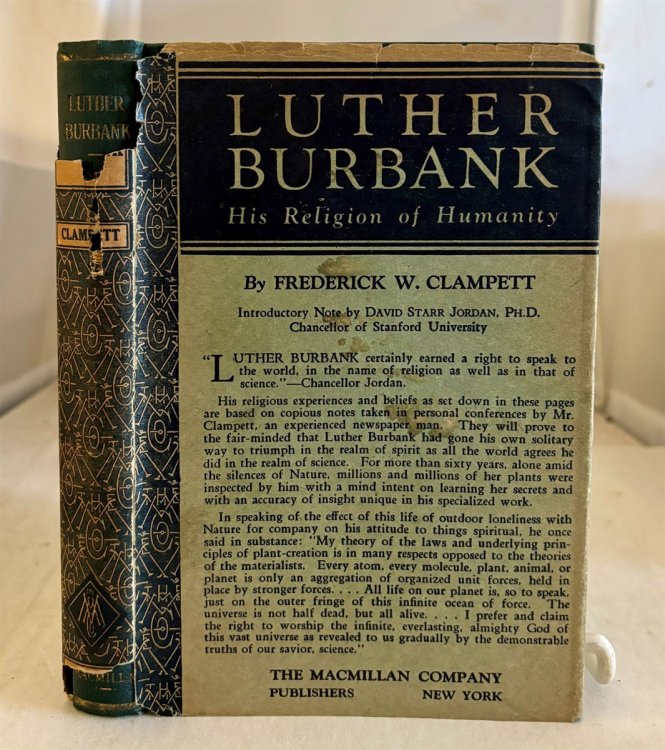 LUTHER
BURBANK
CLAMPETT
MACMILLAN
LUTHER
BURBANK
His Religion of Humanity
By FREDERICK W. CLAMPETT
Introductory Note by DAVID STARR JORDAN, PH.D.
Chancellor of Stanford University
"LUTHER BURBANK certainly earned a right to speak to
the world, in the name of religion as well as in that of
science."—Chancellor Jordan.
His religious experiences and beliefs as set down in these pages
are based on copious notes taken in personal conferences by Mr.
Clampett, an experienced newspaper man. They will prove to
the fair-minded that Luther Burbank had gone his own solitary
way to triumph in the realm of spirit as all the world agrees he
did in the realm of science. For more than sixty years, alone amid
the silences of Nature, millions and millions of her plants were
inspected by him with a mind intent on learning her secrets and
with an accuracy of insight unique in his specialized work.
In speaking of the effect of this life of outdoor loneliness with
Nature for company on his attitude to things spiritual, he once
said in substance: "My theory of the laws and underlying prin-
ciples of plant-creation is in many respects opposed to the theories
of the materialists. Every atom, every molecule, plant, animal, or
planet is only an aggregation of organized unit forces, held in
place by stronger forces. . . . All life on our planet is, so to speak,
just on the outer fringe of this infinite ocean of force. The
universe is not half dead, but all alive. . . . I prefer and claim
the right to worship the infinite, everlasting, almighty God of
this vast universe as revealed to us gradually by the demonstrable
truths of our savior, science."
THE MACMILLAN COMPANY
PUBLISHERS NEW YORK